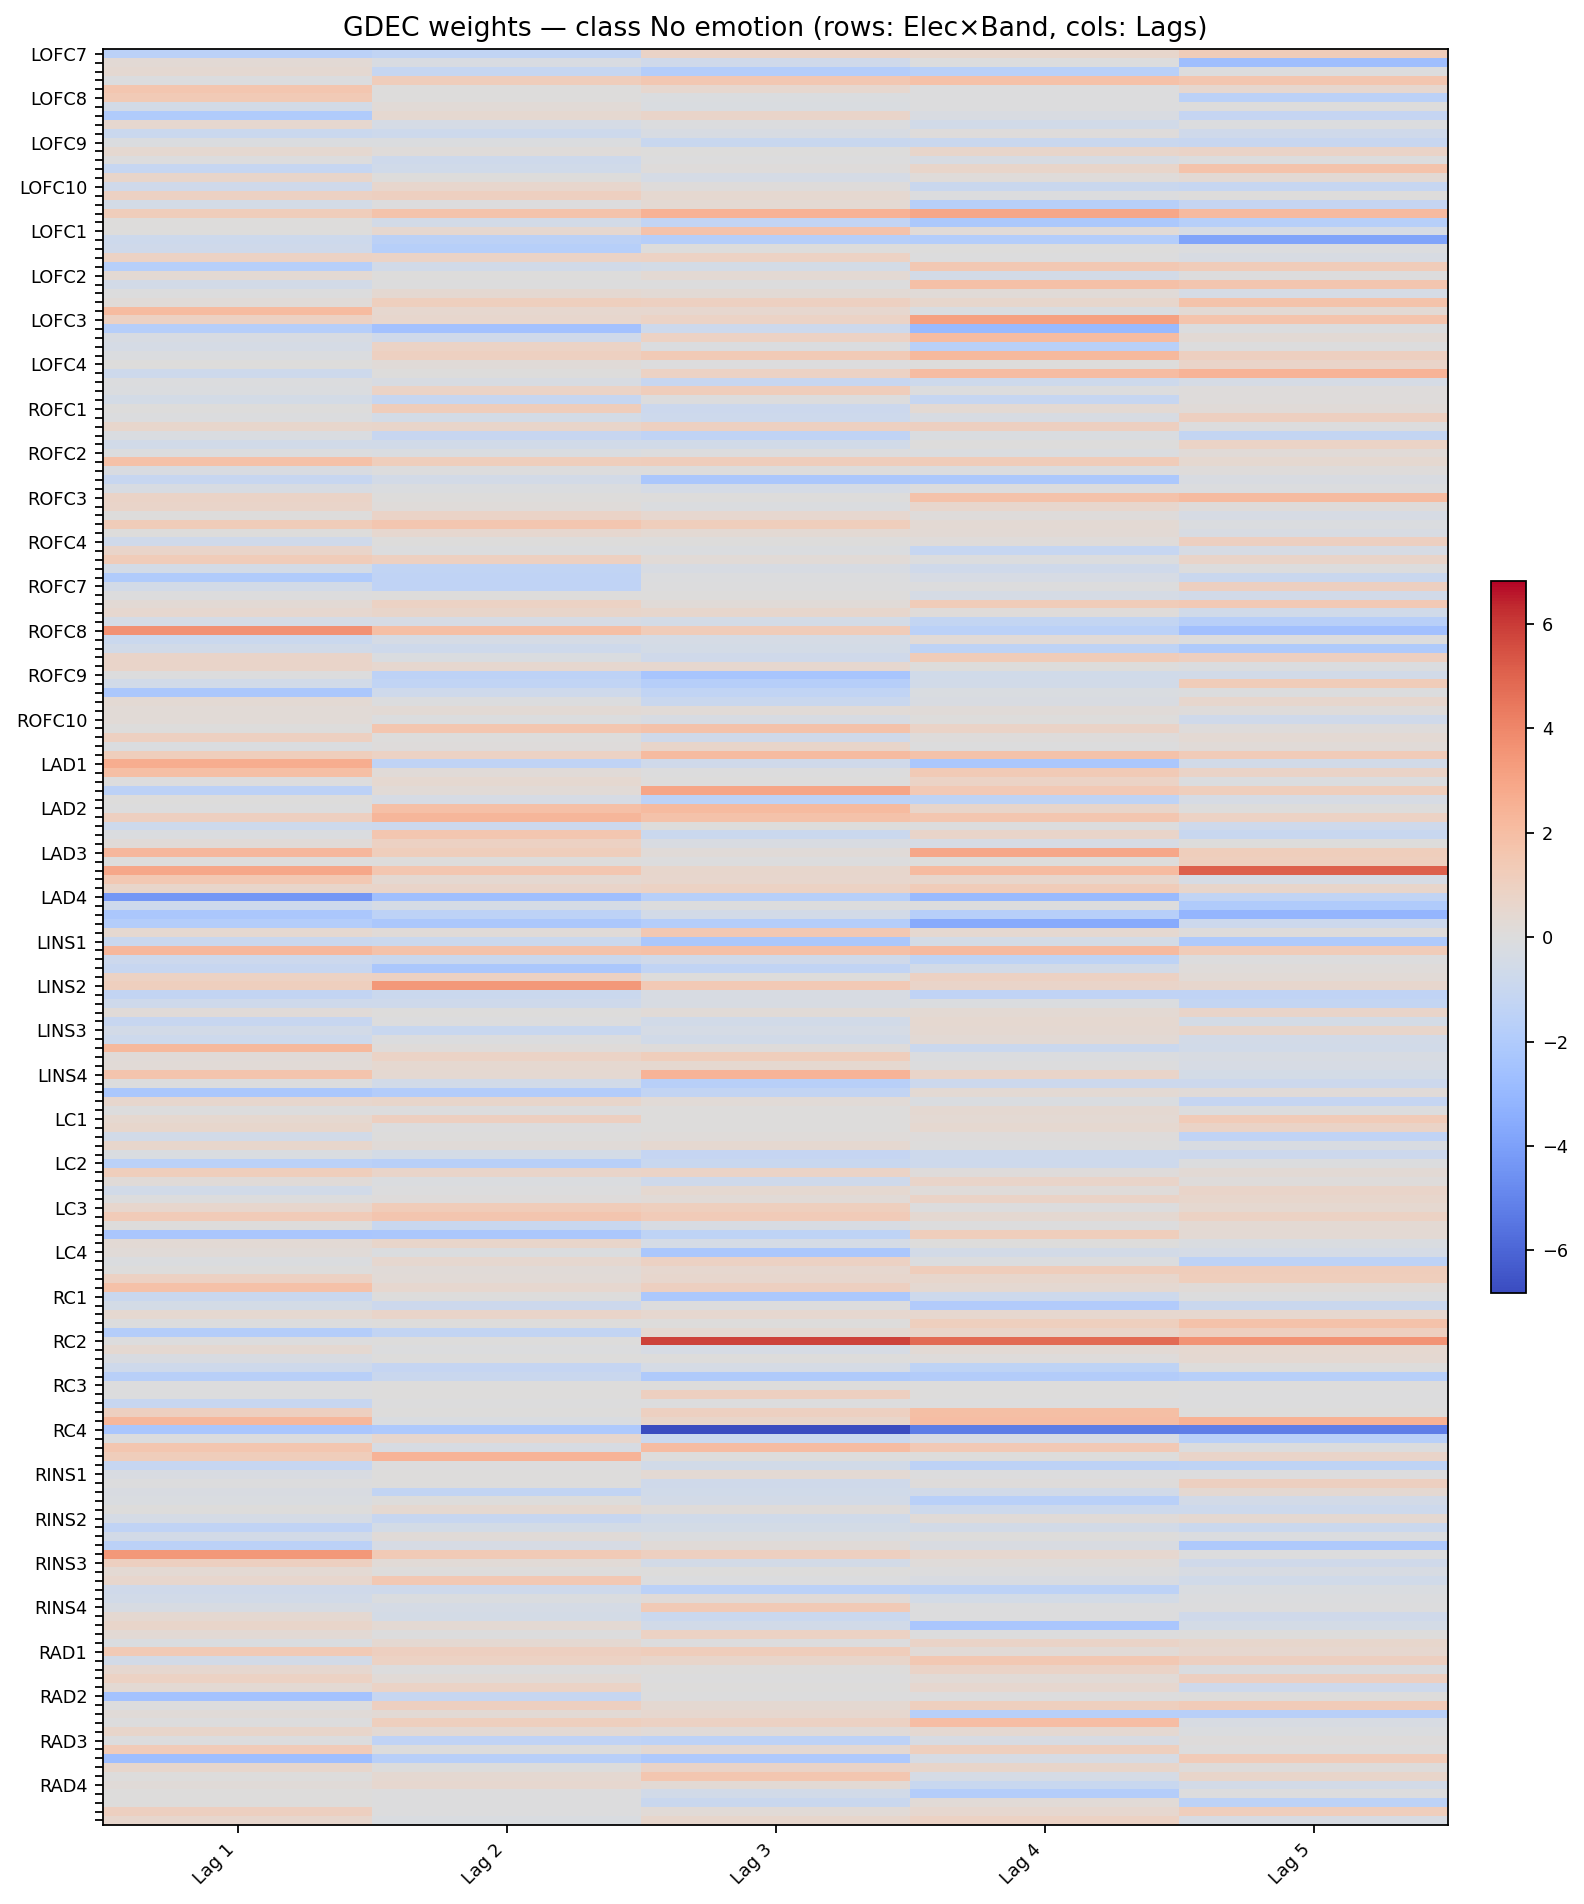 GDEC weights — class No emotion (rows: Elec×Band, cols: Lags)
LOFC7
LOFC8
LOFC9
LOFC10
LOFC1
LOFC2
LOFC3
LOFC4
ROFC1
ROFC2
ROFC3
ROFC4
ROFC7
ROFC8
ROFC9
ROFC10
LAD1
LAD2
LAD3
LAD4
LINS1
LINS2
LINS3
LINS4
LC1
LC2
LC3
LC4
RC1
RC2
RC3
RC4
RINS1
RINS2
RINS3
RINS4
RAD1
RAD2
RAD3
RAD4
Lag 1
Lag 2
Lag 3
Lag 4
Lag 5
6
4
2
0
−2
−4
−6